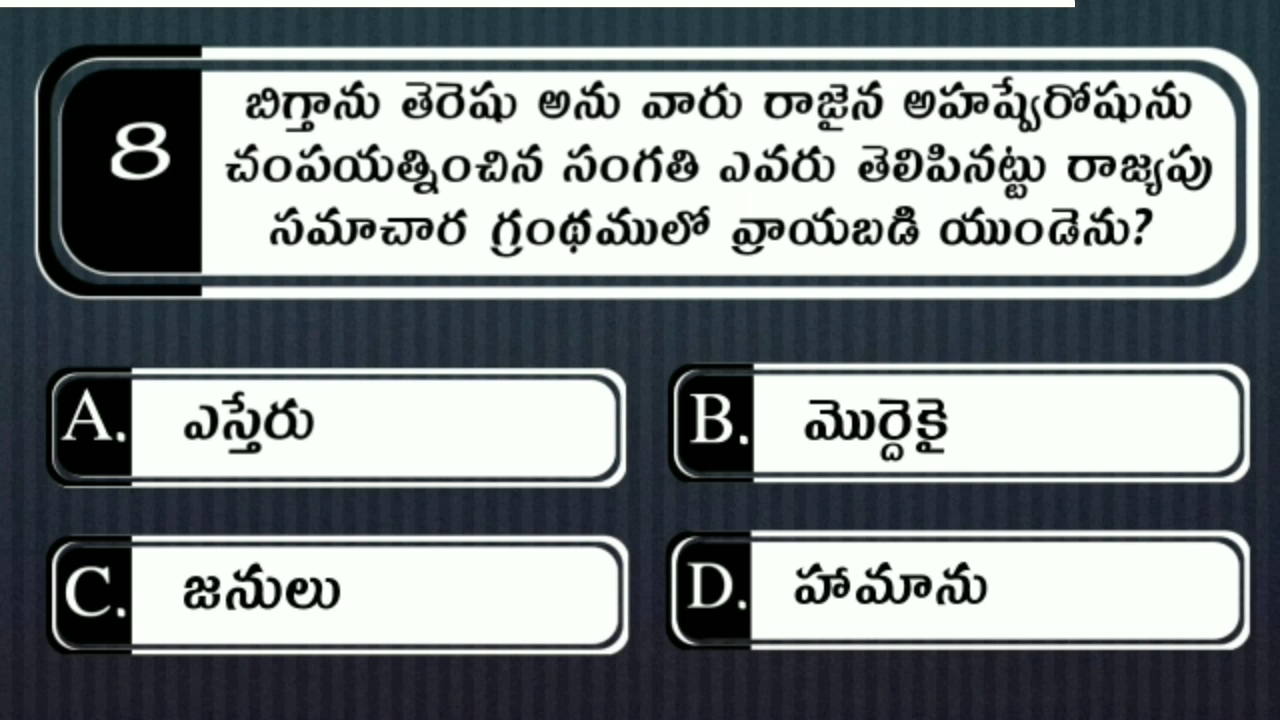 8
బిగ్తాను తెరెషు అను వారు రాజైన అహష్వేరోషును
చంపయత్నించిన సంగతి ఎవరు తెలిపినట్టు రాజ్యపు
సమాచార గ్రంథములో వ్రాయబడి యుండెను?
A. ఎస్తేరు
B. మొర్దెకై
C. జనులు
D. హామాను